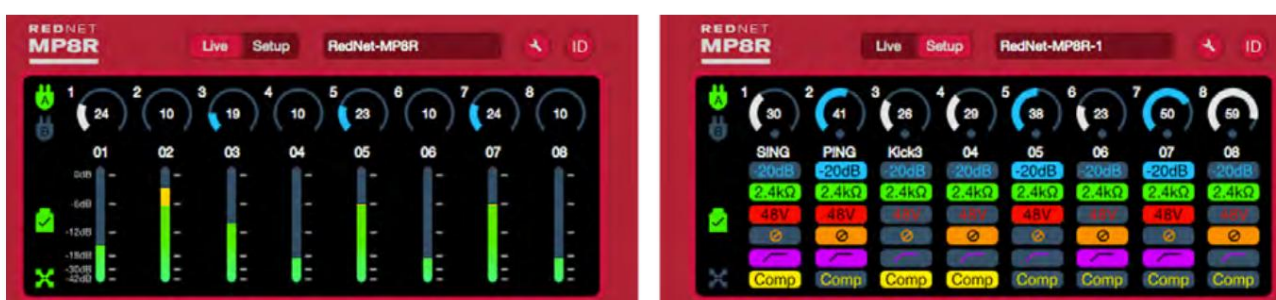 REDNET
MP8R
Live Setup RedNet-MP8R ID
A
B
1 2 3 4 5 6 7 8
24 10 19 10 23 10 24 10
01 02 03 04 05 06 07 08
0dB
-6dB
-12dB
-18dB
-30dB
-42dB
REDNET
MP8R
Live Setup RedNet-MP8R-1 ID
A
B
1 2 3 4 5 6 7 8
30 41 26 29 38 23 50 59
SING PING Kick3 04 05 06 07 08
-20dB -20dB -20dB -20dB -20dB -20dB -20dB -20dB
2.4kΩ 2.4kΩ 2.4kΩ 2.4kΩ 2.4kΩ 2.4kΩ 2.4kΩ 2.4kΩ
48V 48V 48V 48V 48V 48V 48V 48V
Comp Comp Comp Comp Comp Comp Comp Comp